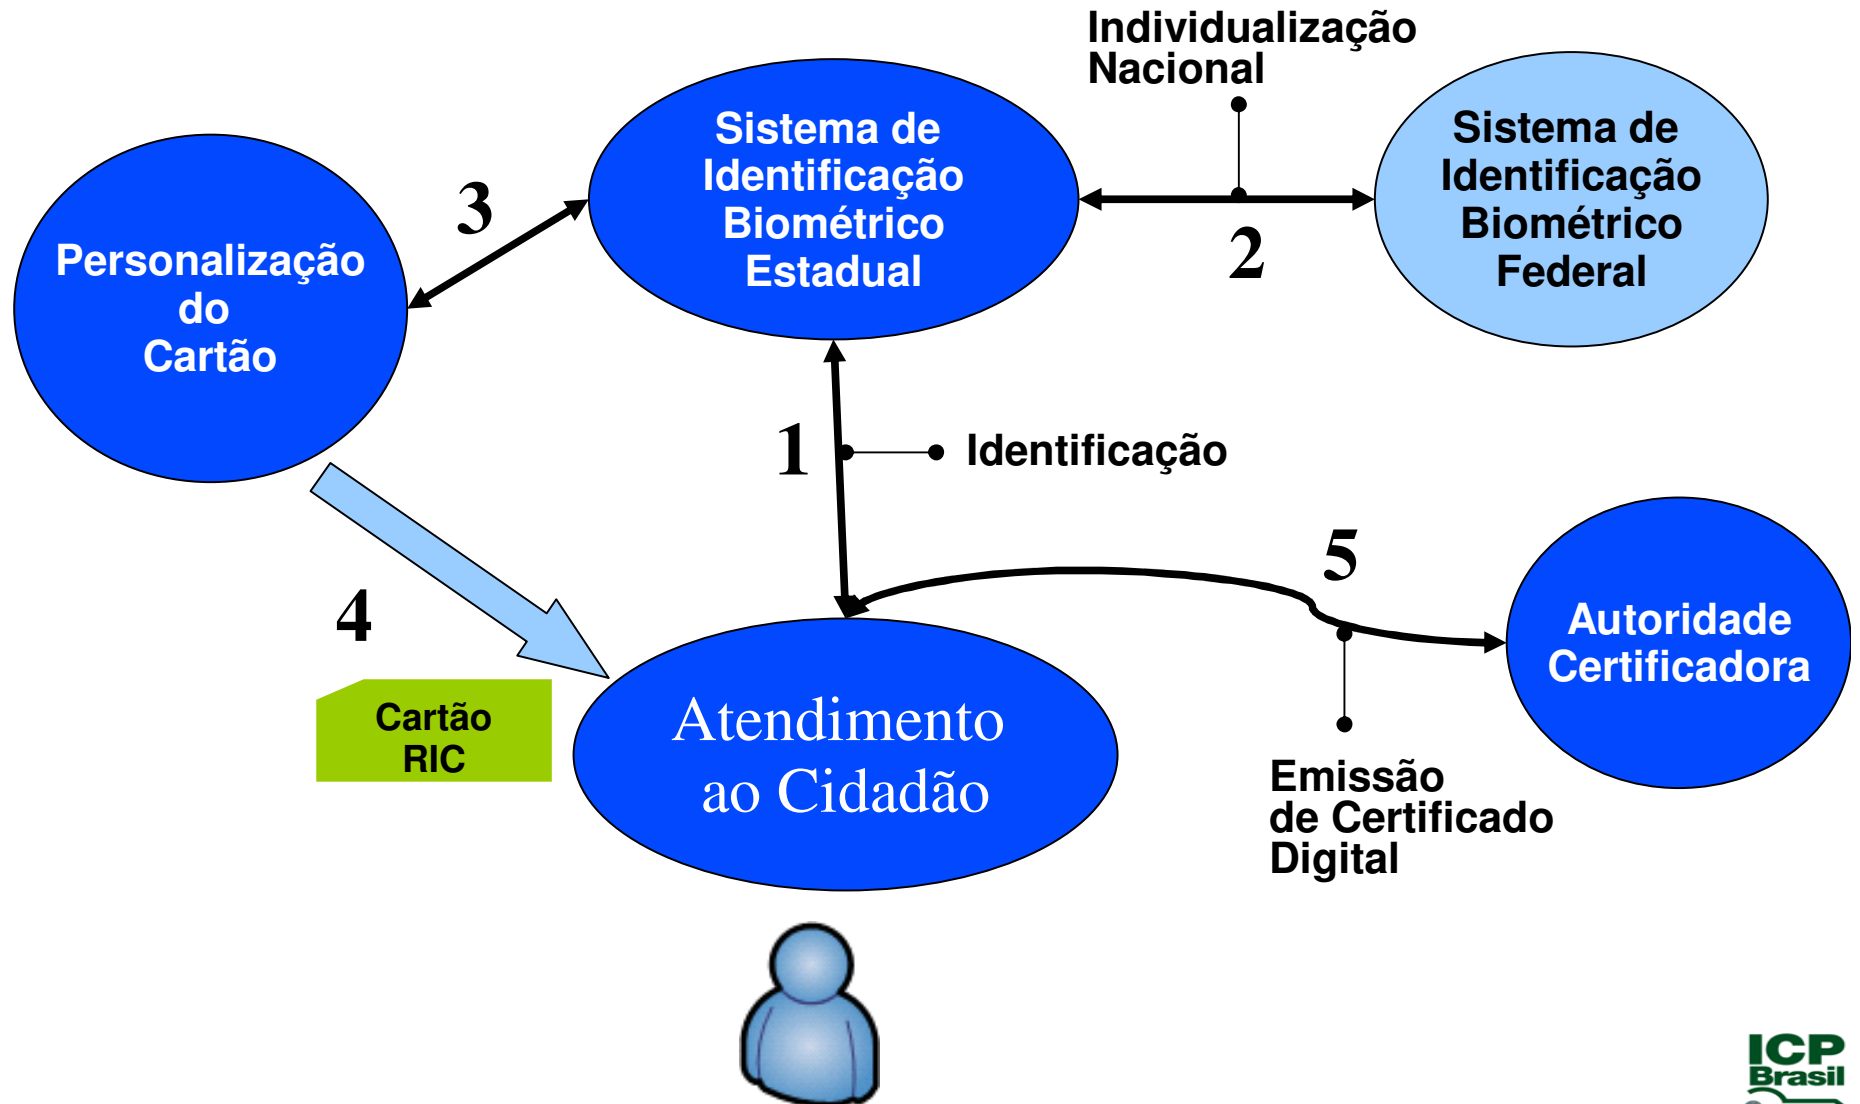 Individualização
Nacional
Sistema de
Identificação
Biométrico
Estadual
Sistema de
Identificação
Biométrico
Federal
Personalização
do
Cartão
3
2
1
Identificação
5
Autoridade
Certificadora
4
Cartão
RIC
Atendimento
ao Cidadão
Emissão
de Certificado
Digital
ICP
Brasil